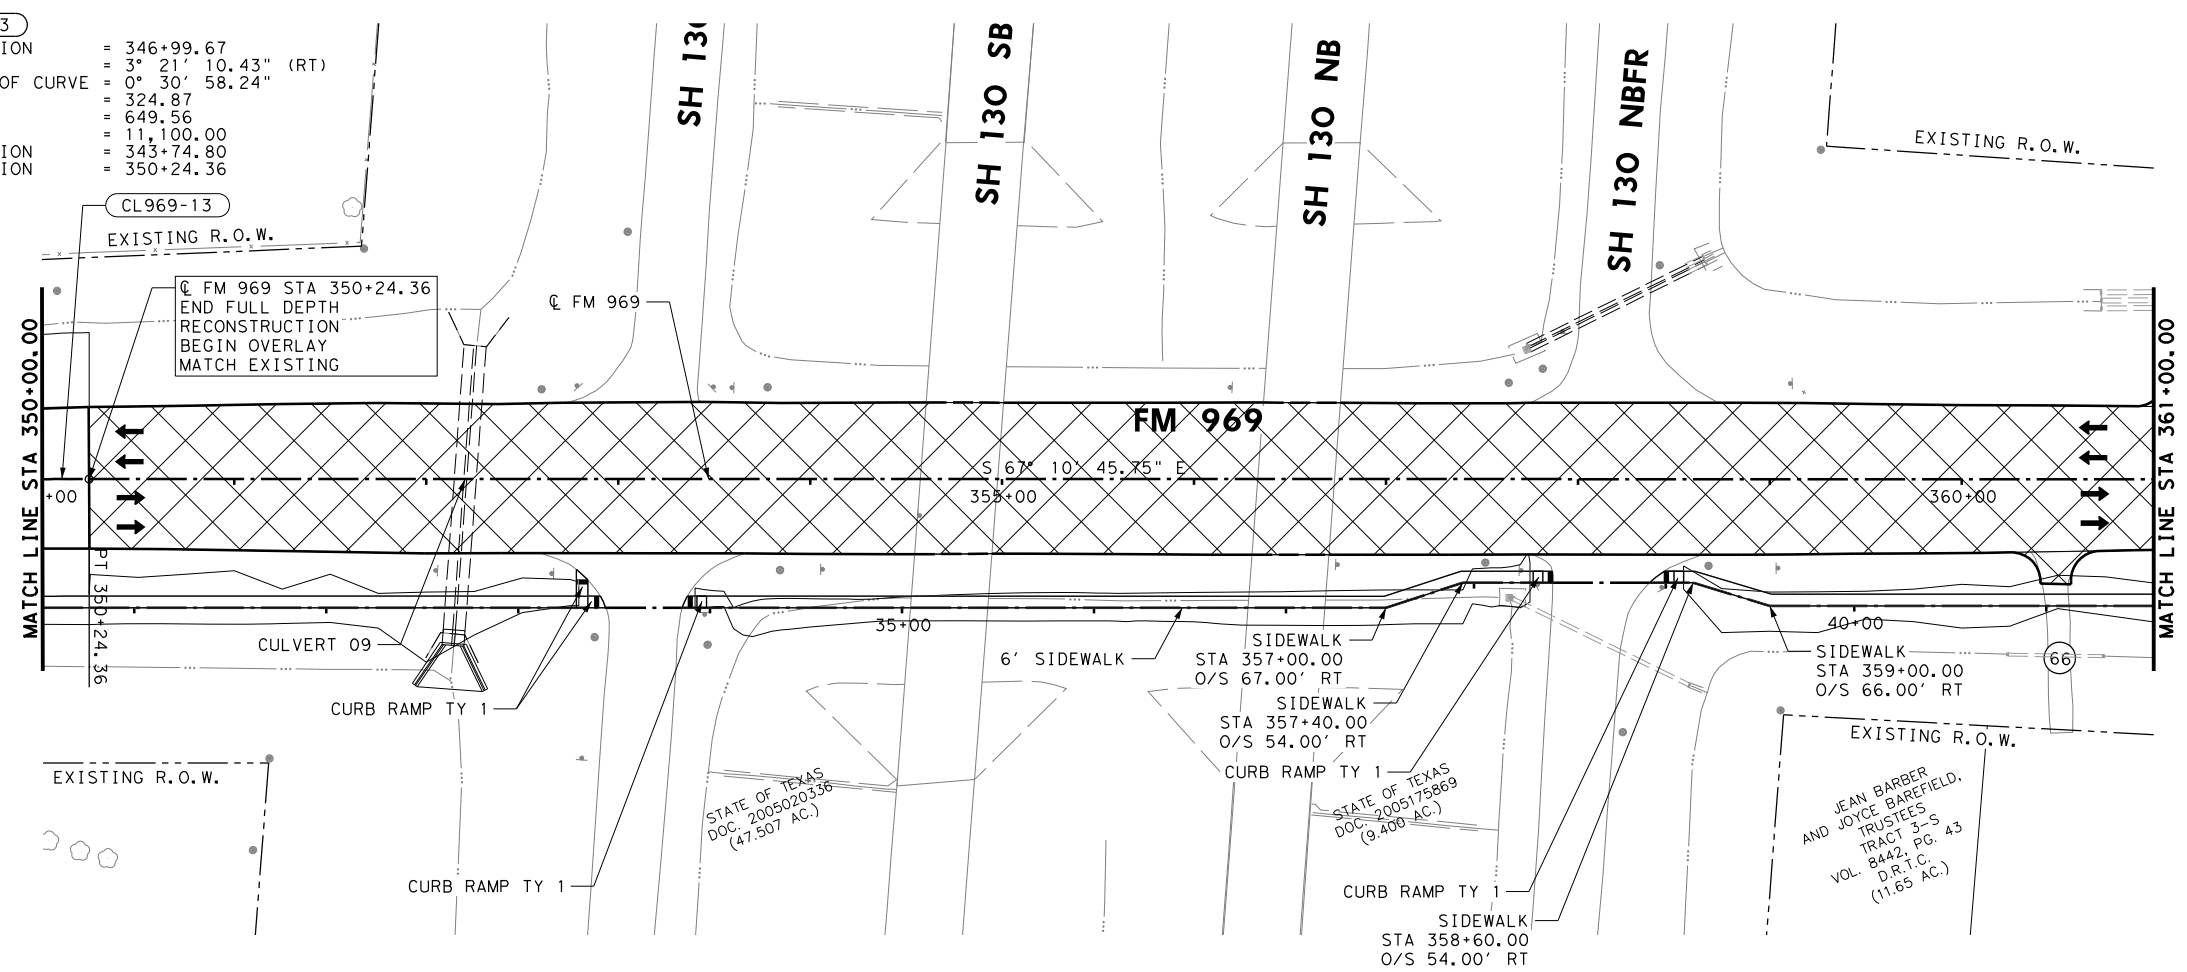 3
ION = 346+99.67
= 3° 21' 10.43" (RT)
OF CURVE = 0° 30' 58.24"
= 324.87
= 649.56
= 11,100.00
ION = 343+74.80
ION = 350+24.36
CL969-13
EXISTING R.O.W.
SH 130
SH 130 SB
SH 130 NB
SH 130 NBFR
EXISTING R.O.W.
℄ FM 969 STA 350+24.36
END FULL DEPTH
RECONSTRUCTION
BEGIN OVERLAY
MATCH EXISTING
℄ FM 969
MATCH LINE STA 350+00.00
MATCH LINE STA 361+00.00
FM 969
S 67° 10' 45.75" E
+00
355+00
360+00
PT 350+24.36
CULVERT 09
CURB RAMP TY 1
35+00
6' SIDEWALK
SIDEWALK
STA 357+00.00
O/S 67.00' RT
SIDEWALK
STA 357+40.00
O/S 54.00' RT
CURB RAMP TY 1
40+00
SIDEWALK
STA 359+00.00
O/S 66.00' RT
66
EXISTING R.O.W.
EXISTING R.O.W.
STATE OF TEXAS
DOC. 2005020336
(47.507 AC.)
STATE OF TEXAS
DOC. 2005175869
(9.400 AC.)
JEAN BARBER
AND JOYCE BAREFIELD,
TRUSTEES
TRACT 3-S
VOL. 8442, PG. 43
D.R.T.C.
(11.65 AC.)
CURB RAMP TY 1
CURB RAMP TY 1
SIDEWALK
STA 358+60.00
O/S 54.00' RT